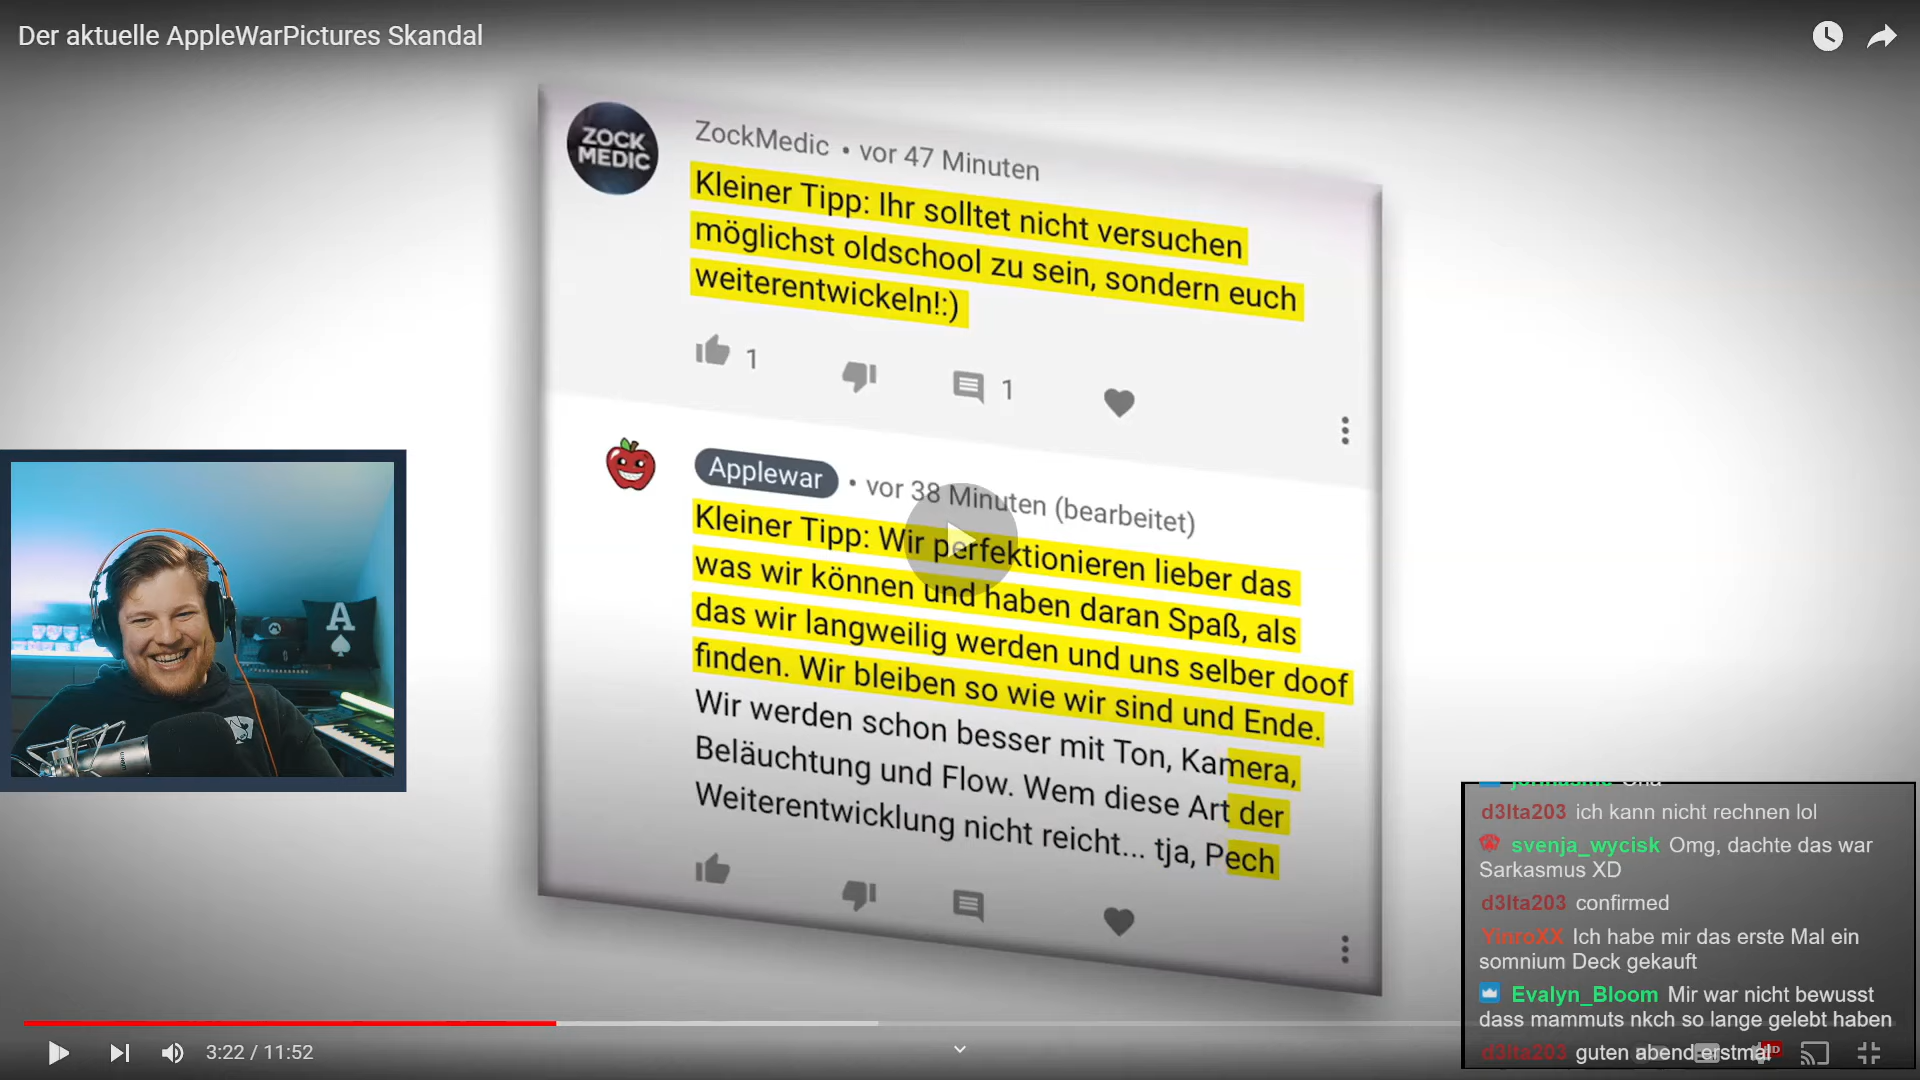 Der aktuelle AppleWarPictures Skandal
ZOCK
MEDIC
ZockMedic • vor 47 Minuten
Kleiner Tipp: Ihr solltet nicht versuchen
möglichst oldschool zu sein, sondern euch
weiterentwickeln!:)
1
1
Applewar • vor 38 Minuten (bearbeitet)
Kleiner Tipp: Wir perfektionieren lieber das
was wir können und haben daran Spaß, als
das wir langweilig werden und uns selber doof
finden. Wir bleiben so wie wir sind und Ende.
Wir werden schon besser mit Ton, Kamera,
Beläuchtung und Flow. Wem diese Art der
Weiterentwicklung nicht reicht... tja, Pech
A
d3lta203 ich kann nicht rechnen lol
svenja_wycisk Omg, dachte das war
Sarkasmus XD
d3lta203 confirmed
YinroXX Ich habe mir das erste Mal ein
somnium Deck gekauft
Evalyn_Bloom Mir war nicht bewusst
dass mammuts nkch so lange gelebt haben
d3lta203 guten abend erstmal
3:22 / 11:52
HD